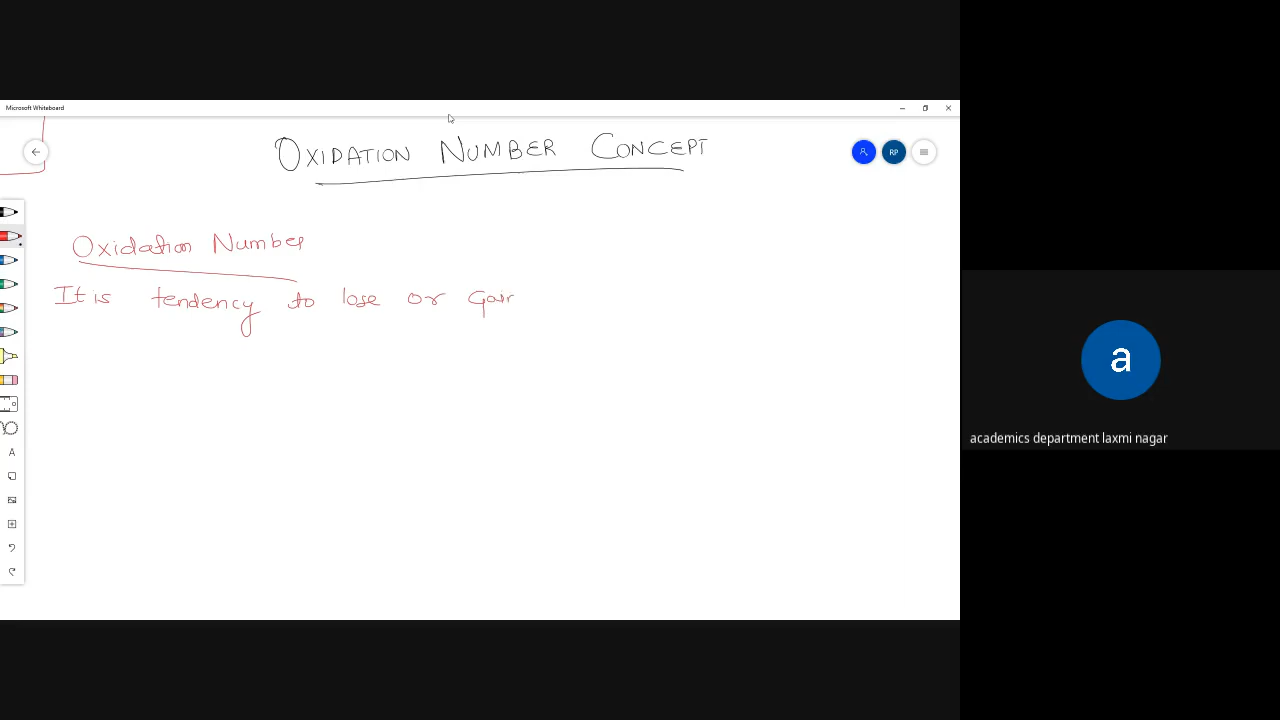 Microsoft Whiteboard
OXIDATION NUMBER CONCEPT
RP
Oxidation Number
It is tendency to lose or Gain
A
a
academics department laxmi nagar